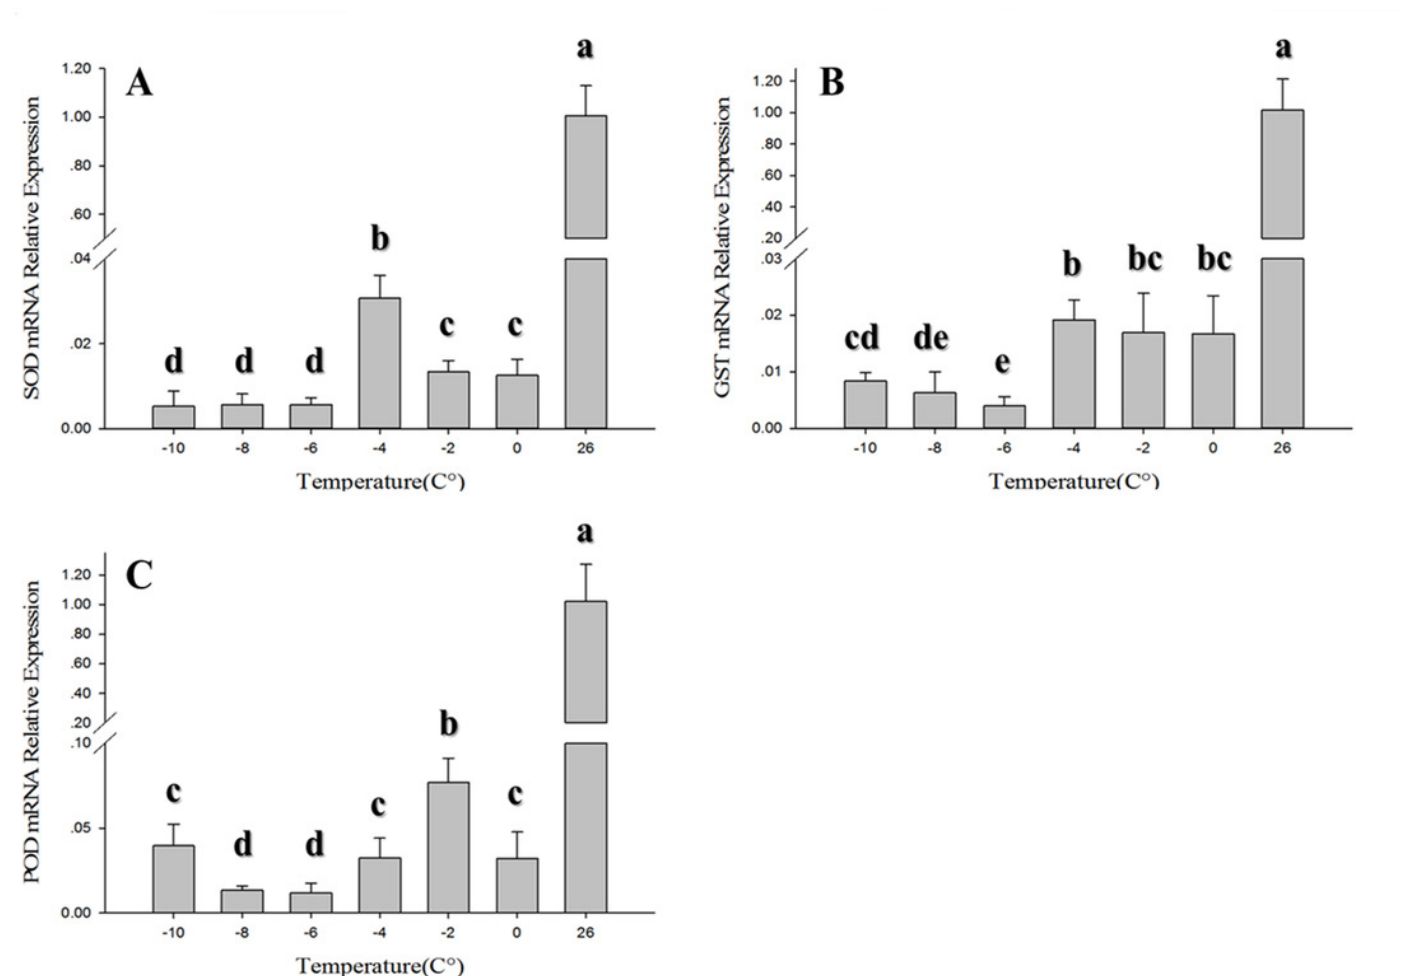 A
a
1.20
1.00
.80
.60
.04
.02
0.00
SOD mRNA Relative Expression
d d d b c c
-10 -8 -6 -4 -2 0 26
Temperature(C°)
B
a
1.20
1.00
.80
.60
.40
.20
.03
.02
.01
0.00
GST mRNA Relative Expression
cd de e b bc bc
-10 -8 -6 -4 -2 0 26
Temperature(C°)
C
a
1.20
1.00
.80
.60
.40
.20
.10
.05
0.00
POD mRNA Relative Expression
c d d c b c
-10 -8 -6 -4 -2 0 26
Temperature(C°)